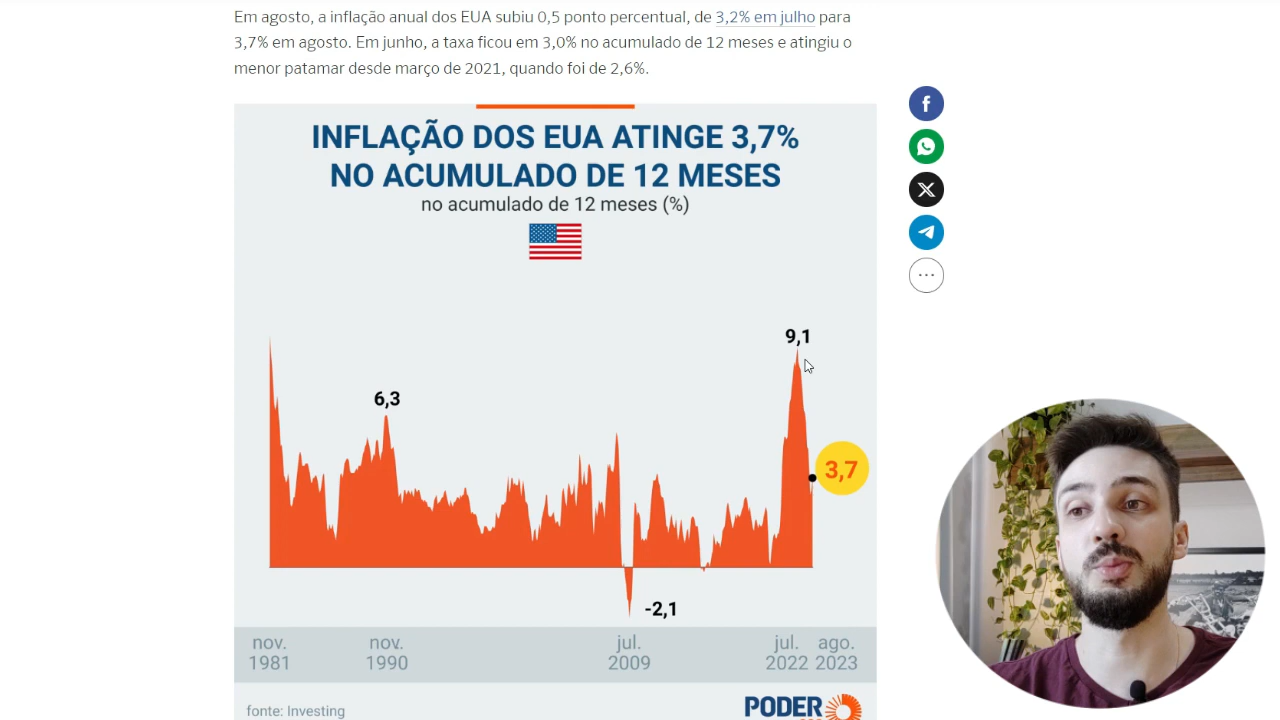 Em agosto, a inflação anual dos EUA subiu 0,5 ponto percentual, de 3,2% em julho para
3,7% em agosto. Em junho, a taxa ficou em 3,0% no acumulado de 12 meses e atingiu o
menor patamar desde março de 2021, quando foi de 2,6%.
INFLAÇÃO DOS EUA ATINGE 3,7%
NO ACUMULADO DE 12 MESES
no acumulado de 12 meses (%)
9,1
6,3
3,7
-2,1
nov. nov. jul. jul. ago.
1981 1990 2009 2022 2023
fonte: Investing
PODER